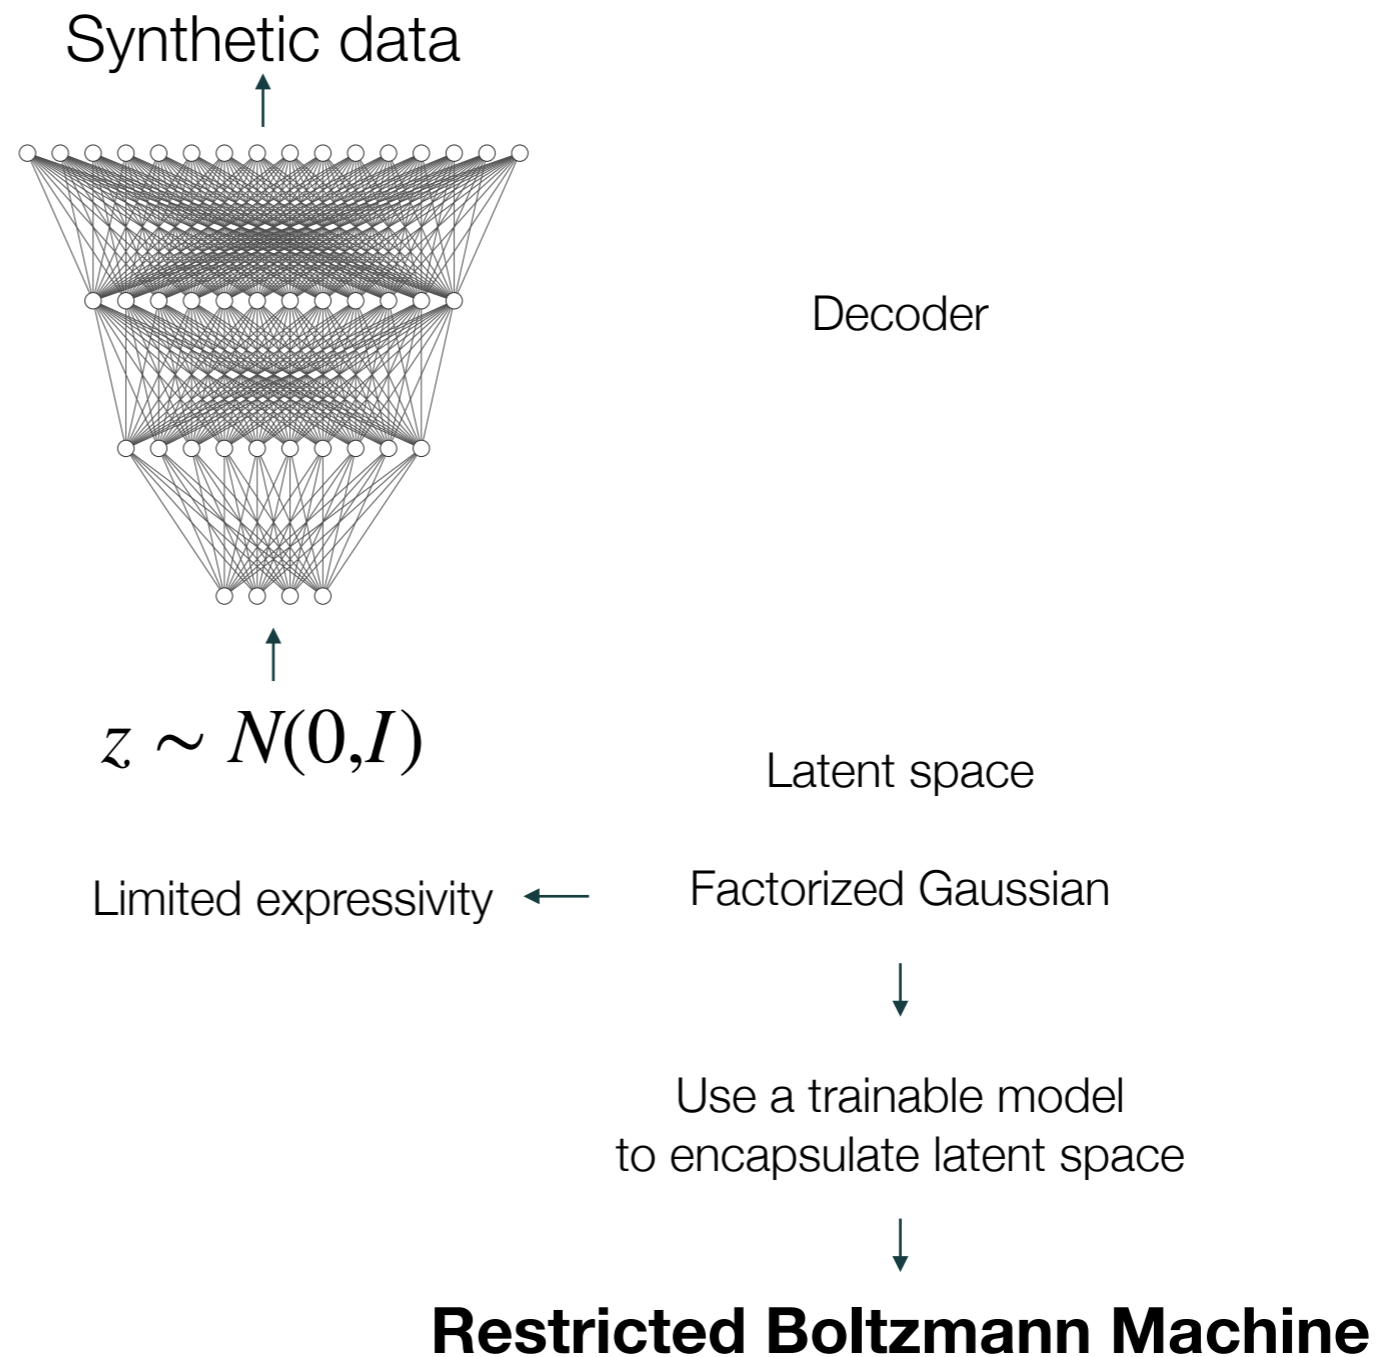 Synthetic data
Decoder
z ~ N(0,I)
Latent space
Limited expressivity
Factorized Gaussian
Use a trainable model
to encapsulate latent space
Restricted Boltzmann Machine